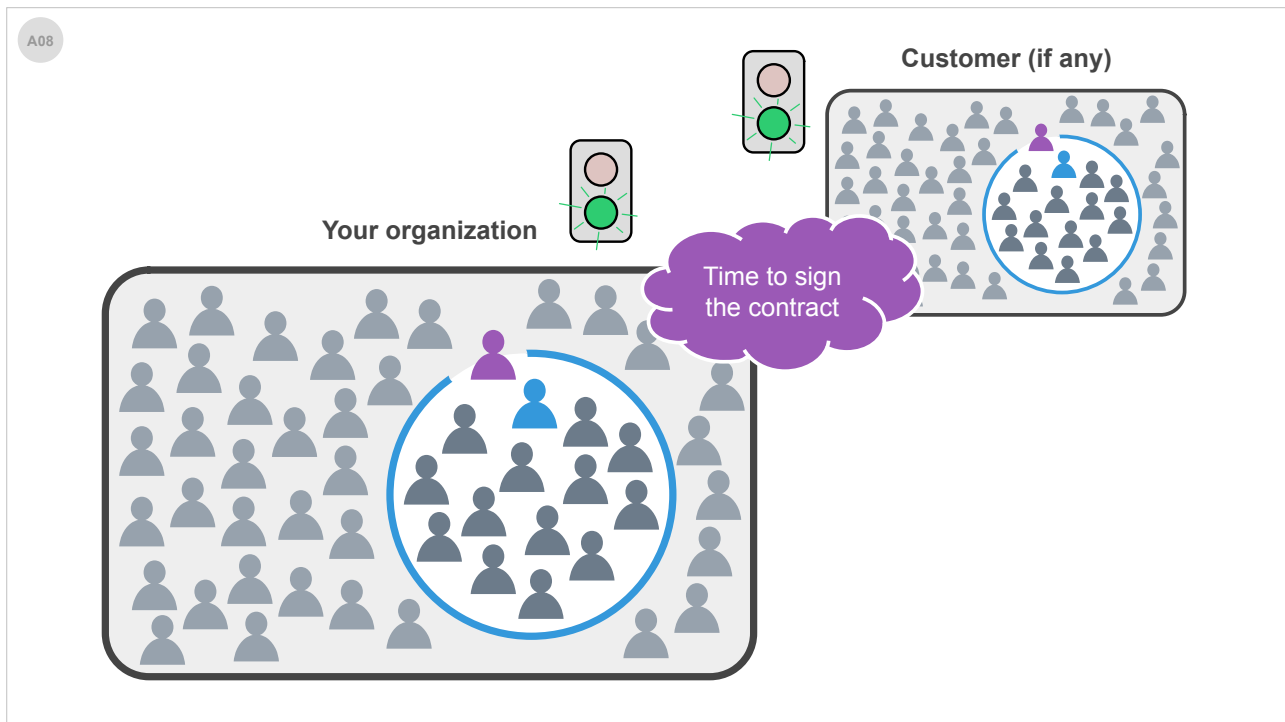 A08
Customer (if any)
Your organization
Time to sign
the contract